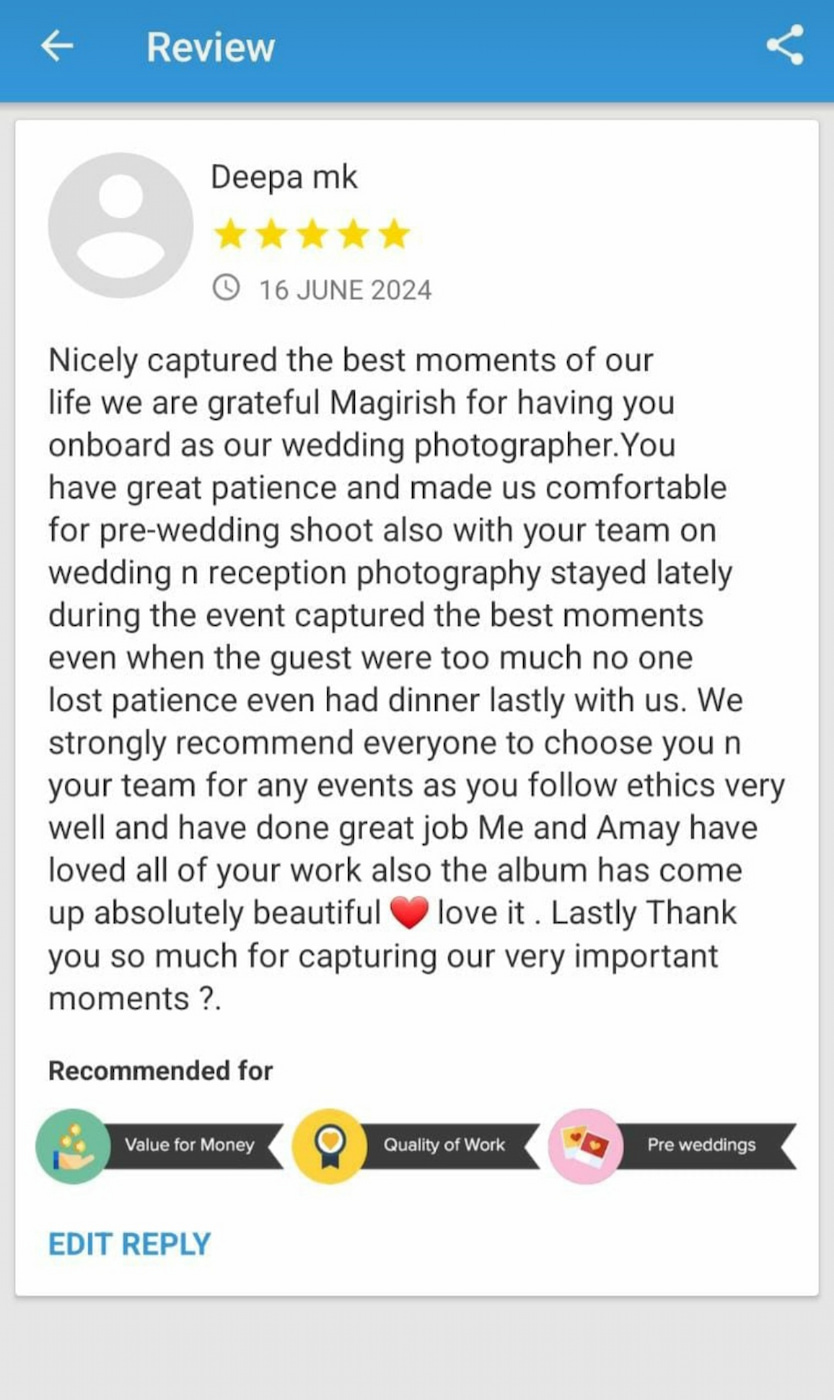 Review
Deepa mk
16 JUNE 2024
Nicely captured the best moments of our
life we are grateful Magirish for having you
onboard as our wedding photographer.You
have great patience and made us comfortable
for pre-wedding shoot also with your team on
wedding n reception photography stayed lately
during the event captured the best moments
even when the guest were too much no one
lost patience even had dinner lastly with us. We
strongly recommend everyone to choose you n
your team for any events as you follow ethics very
well and have done great job Me and Amay have
loved all of your work also the album has come
up absolutely beautiful ❤️ love it . Lastly Thank
you so much for capturing our very important
moments ?.
Recommended for
Value for Money Quality of Work Pre weddings
EDIT REPLY